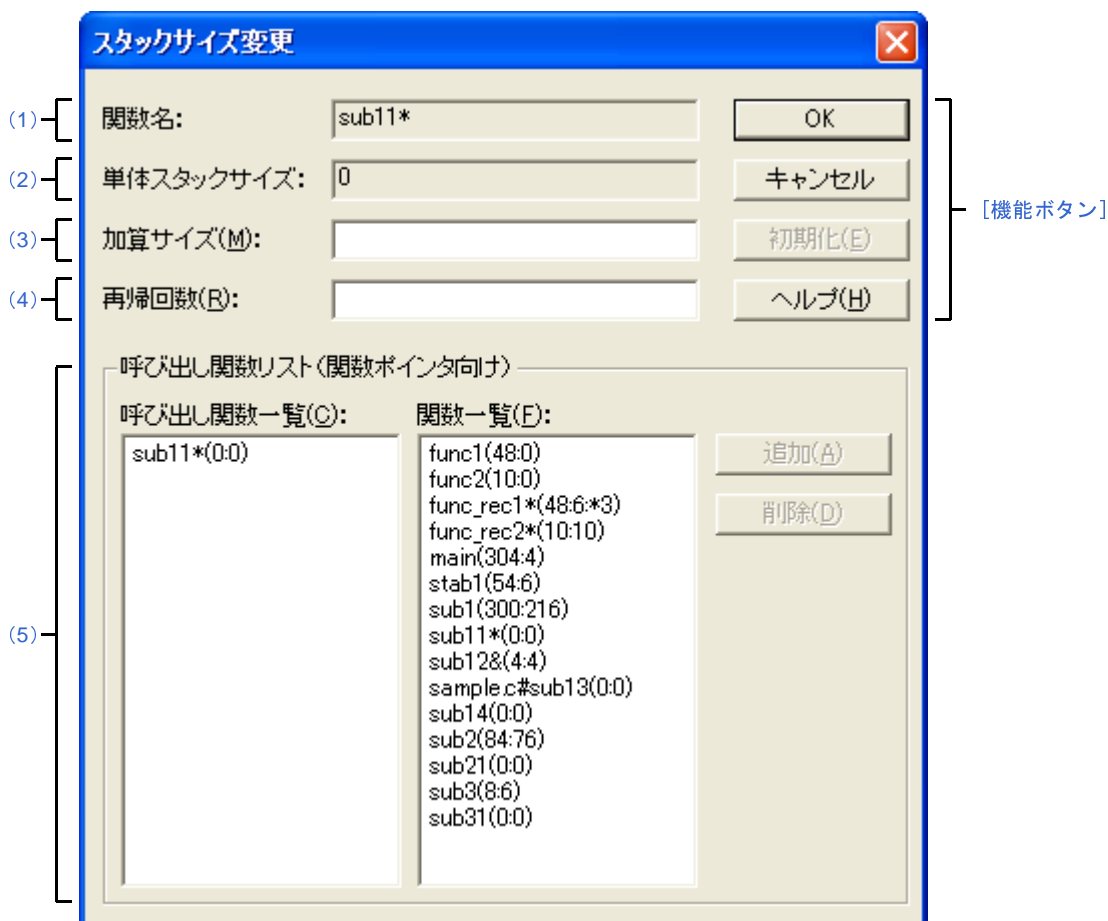 スタックサイズ変更
(1) 関数名: sub11* OK
(2) 単体スタックサイズ: 0 キャンセル
[機能ボタン]
(3) 加算サイズ(M): 初期化(E)
(4) 再帰回数(R): ヘルプ(H)
呼び出し関数リスト(関数ポインタ向け)
呼び出し関数一覧(C): 関数一覧(F):
(5)
sub11*(0:0)
func1(48:0)
func2(10:0)
func_rec1*(48:6:*3)
func_rec2*(10:10)
main(304:4)
stab1(54:6)
sub1(300:216)
sub11*(0:0)
sub12&(4:4)
sample.c#sub13(0:0)
sub14(0:0)
sub2(84:76)
sub21(0:0)
sub3(8:6)
sub31(0:0)
追加(A)
削除(D)